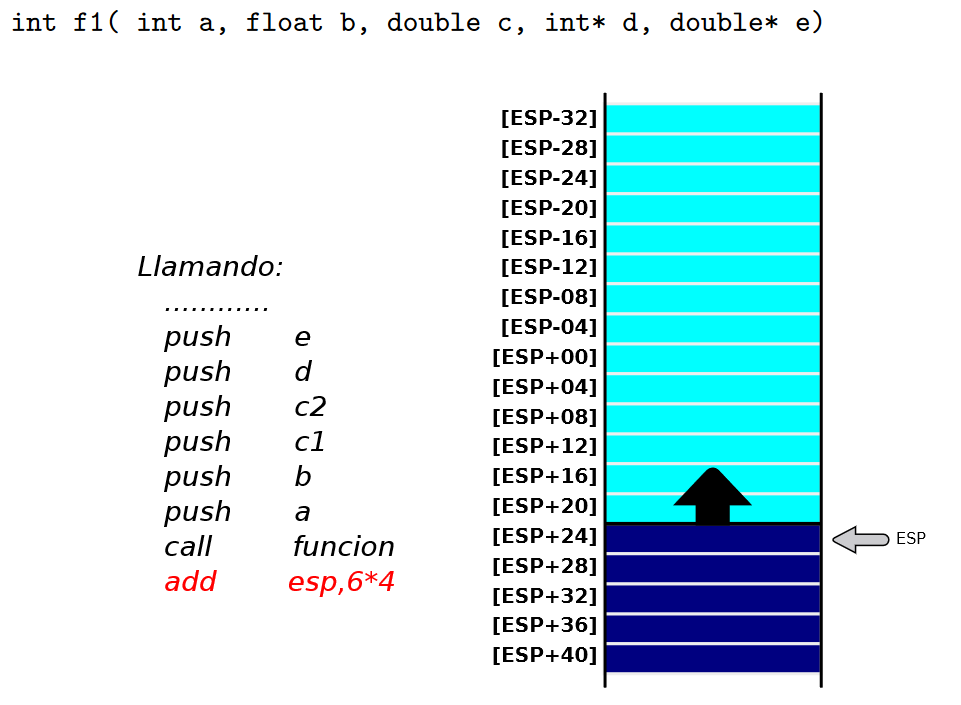 int f1( int a, float b, double c, int* d, double* e)
Llamando:
............
push e
push d
push c2
push c1
push b
push a
call funcion
add esp,6*4
[ESP-32]
[ESP-28]
[ESP-24]
[ESP-20]
[ESP-16]
[ESP-12]
[ESP-08]
[ESP-04]
[ESP+00]
[ESP+04]
[ESP+08]
[ESP+12]
[ESP+16]
[ESP+20]
[ESP+24]
[ESP+28]
[ESP+32]
[ESP+36]
[ESP+40]
ESP